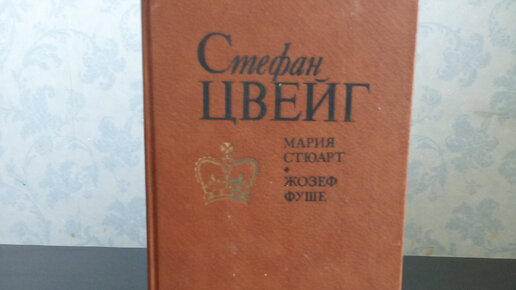 Стефан
ЦВЕЙГ
МАРИЯ
СТЮАРТ
•
ЖОЗЕФ
ФУШЕ